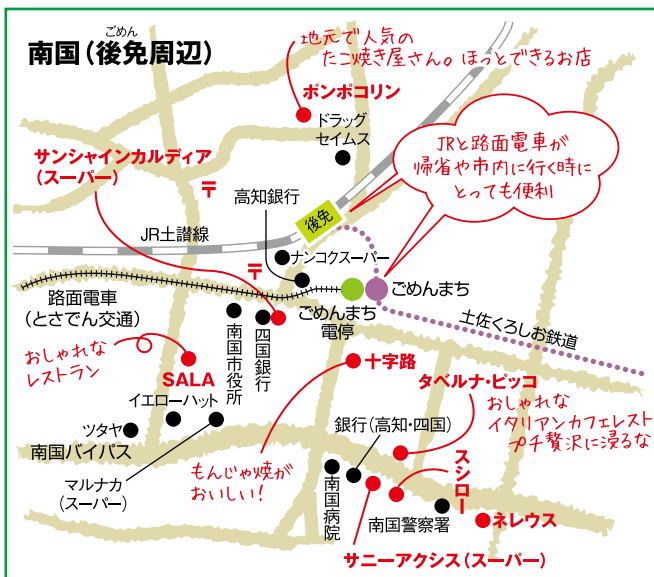 ごめん
南国（後免周辺）
地元で人気の
たこ焼き屋さん。ほっとできるお店
ポンポコリン
ドラッグ
セイムス
サンシャインカルディア
（スーパー）
〒
高知銀行
JRと路面電車が
帰省や市内に行く時に
とっても便利
後免
JR土讃線
ナンコクスーパー
〒
路面電車
（とさでん交通）
ごめんまち
ごめんまち
電停
土佐くろしお鉄道
おしゃれな
レストラン
SALA
南国市役所
四国銀行
十字路
タベルナ・ピッコ
おしゃれな
イタリアンカフェレスト
プチ贅沢に浸るな
イエローハット
ツタヤ
南国バイパス
マルナカ
（スーパー）
もんじゃ焼が
おいしい！
銀行（高知・四国）
スシロー
南国病院
南国警察署
ネレウス
サニーアクシス（スーパー）